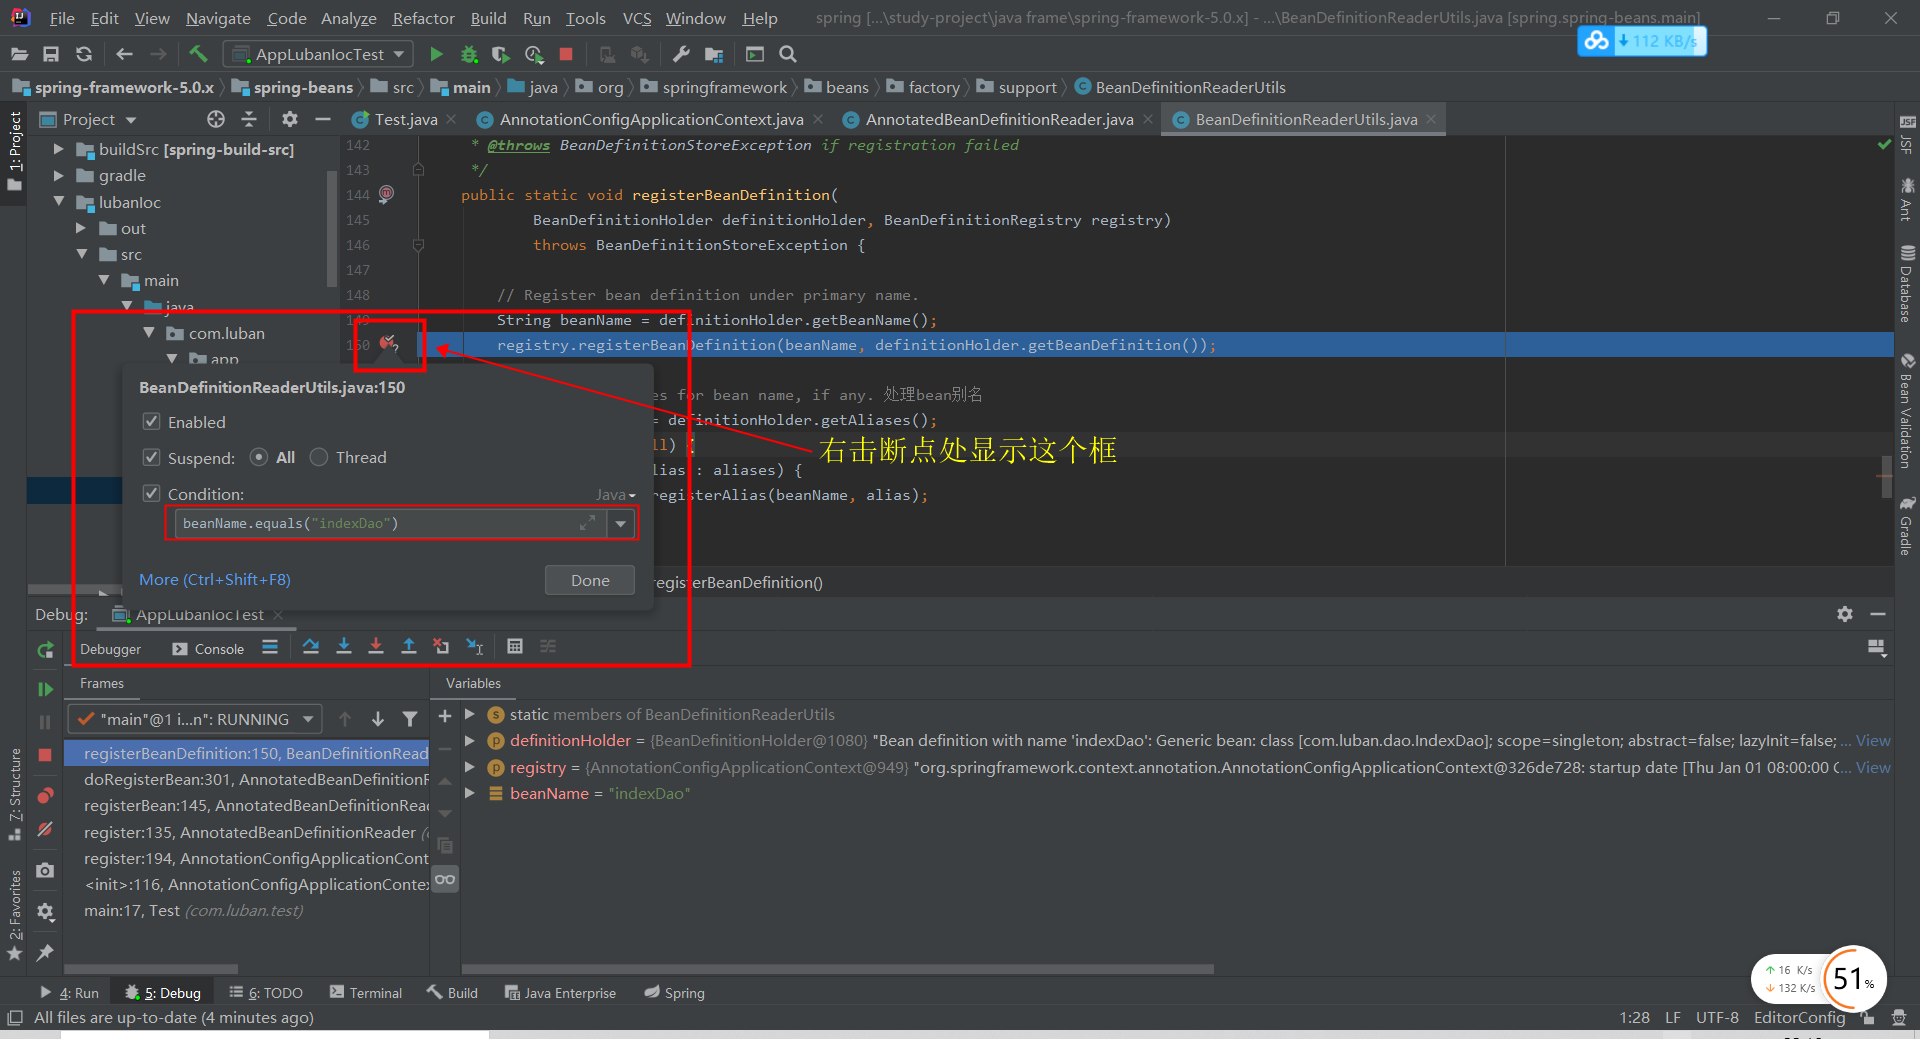 File Edit View Navigate Code Analyze Refactor Build Run Tools VCS Window Help spring [...\study-project\java frame\spring-framework-5.0.x] - ...\BeanDefinitionReaderUtils.java [spring.spring-beans.main]
112 KB/s
AppLubanIocTest
spring-framework-5.0.x spring-beans src main java org springframework beans factory support BeanDefinitionReaderUtils
Project
Test.java AnnotationConfigApplicationContext.java AnnotatedBeanDefinitionReader.java BeanDefinitionReaderUtils.java
1: Project
buildSrc [spring-build-src]
gradle
lubanIoc
out
src
main
java
com.luban
app
142 * @throws BeanDefinitionStoreException if registration failed
143 */
144 public static void registerBeanDefinition(
145 BeanDefinitionHolder definitionHolder, BeanDefinitionRegistry registry)
146 throws BeanDefinitionStoreException {
147
148 // Register bean definition under primary name.
149 String beanName = definitionHolder.getBeanName();
150 registry.registerBeanDefinition(beanName, definitionHolder.getBeanDefinition());
es for bean name, if any. 处理bean别名
= definitionHolder.getAliases();
ll) {
lias : aliases) {
registerAlias(beanName, alias);
右击断点处显示这个框
BeanDefinitionReaderUtils.java:150
Enabled
Suspend: All Thread
Condition: Java
beanName.equals("indexDao")
More (Ctrl+Shift+F8) Done
registerBeanDefinition()
JSF
Ant
Database
Bean Validation
Gradle
Debug: AppLubanIocTest
Debugger Console
Frames Variables
"main"@1 i...n": RUNNING
registerBeanDefinition:150, BeanDefinitionRead
doRegisterBean:301, AnnotatedBeanDefinitionR
registerBean:145, AnnotatedBeanDefinitionRead
register:135, AnnotatedBeanDefinitionReader (
register:194, AnnotationConfigApplicationCont
<init>:116, AnnotationConfigApplicationContex
main:17, Test (com.luban.test)
static members of BeanDefinitionReaderUtils
definitionHolder = {BeanDefinitionHolder@1080} "Bean definition with name 'indexDao': Generic bean: class [com.luban.dao.IndexDao]; scope=singleton; abstract=false; lazyInit=false; ... View
registry = {AnnotationConfigApplicationContext@949} "org.springframework.context.annotation.AnnotationConfigApplicationContext@326de728: startup date [Thu Jan 01 08:00:00 C... View
beanName = "indexDao"
7: Structure
2: Favorites
16 K/s
132 K/s
51%
4: Run 5: Debug 6: TODO Terminal Build Java Enterprise Spring
All files are up-to-date (4 minutes ago) 1:28 LF UTF-8 EditorConfig